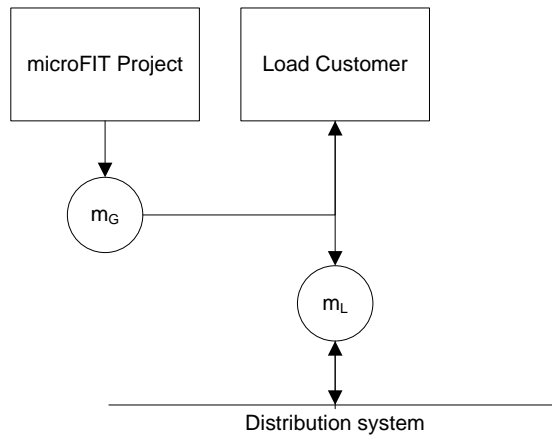 microFIT Project
Load Customer
mG
mL
Distribution system